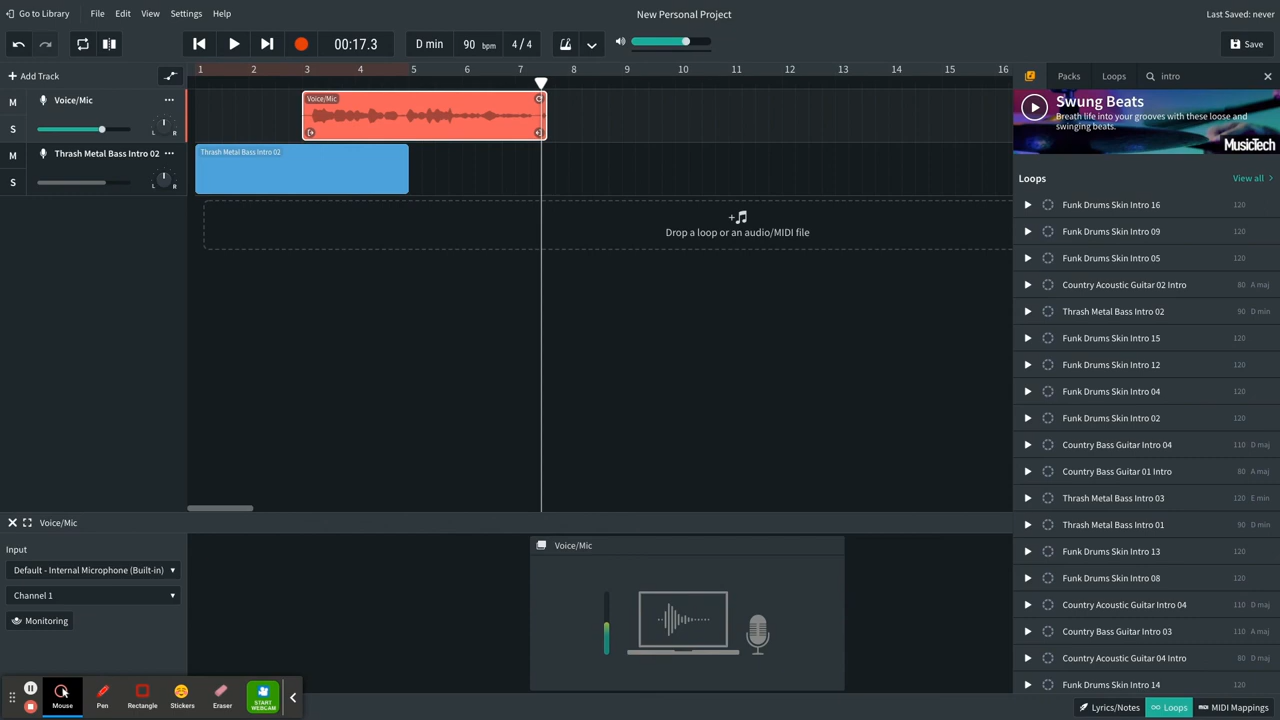 Go to Library File Edit View Settings Help New Personal Project Last Saved: never
00:17.3 D min 90 bpm 4 / 4 Save
Add Track 1 2 3 4 5 6 7 8 9 10 11 12 13 14 15 16 Packs Loops intro
M Voice/Mic
S L R
M Thrash Metal Bass Intro 02
S L R
Voice/Mic
Thrash Metal Bass Intro 02
Drop a loop or an audio/MIDI file
Swung Beats
Breath life into your grooves with these loose and
swinging beats.
MusicTech
Loops View all
Funk Drums Skin Intro 16 120
Funk Drums Skin Intro 09 120
Funk Drums Skin Intro 05 120
Country Acoustic Guitar 02 Intro 80 A maj
Thrash Metal Bass Intro 02 90 D min
Funk Drums Skin Intro 15 120
Funk Drums Skin Intro 12 120
Funk Drums Skin Intro 04 120
Funk Drums Skin Intro 02 120
Country Bass Guitar Intro 04 110 D maj
Country Bass Guitar 01 Intro 80 A maj
Thrash Metal Bass Intro 03 120 E min
Thrash Metal Bass Intro 01 90 D min
Funk Drums Skin Intro 13 120
Funk Drums Skin Intro 08 120
Country Acoustic Guitar Intro 04 110 D maj
Country Bass Guitar Intro 03 110 A maj
Country Acoustic Guitar 04 Intro 80 D maj
Funk Drums Skin Intro 14 120
Voice/Mic
Input
Default - Internal Microphone (Built-in)
Channel 1
Monitoring
Voice/Mic
Mouse Pen Rectangle Stickers Eraser START
WEBCAM
Lyrics/Notes Loops MIDI Mappings